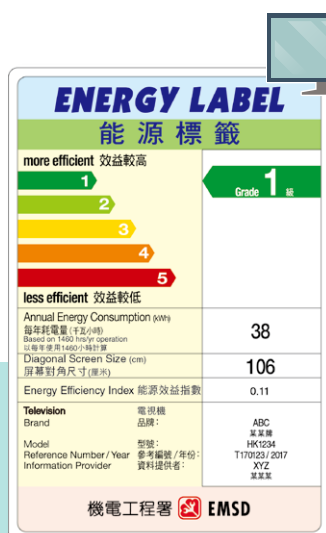 ENERGY LABEL
能源標籤
more efficient 效益較高
1
2
3
4
5
less efficient 效益較低
Grade 1 級
Annual Energy Consumption (kWh)
每年耗電量 (千瓦小時)
Based on 1460 hrs/yr operation
以每年使用1460小時計算
38
Diagonal Screen Size (cm)
屏幕對角尺寸(厘米)
106
Energy Efficiency Index 能源效益指數 0.11
Television 電視機
Brand 品牌: ABC
某某牌
Model 型號: HK1234
Reference Number / Year 參考編號 / 年份: T170123 / 2017
Information Provider 資料提供者: XYZ
某某某
機電工程署 EMSD